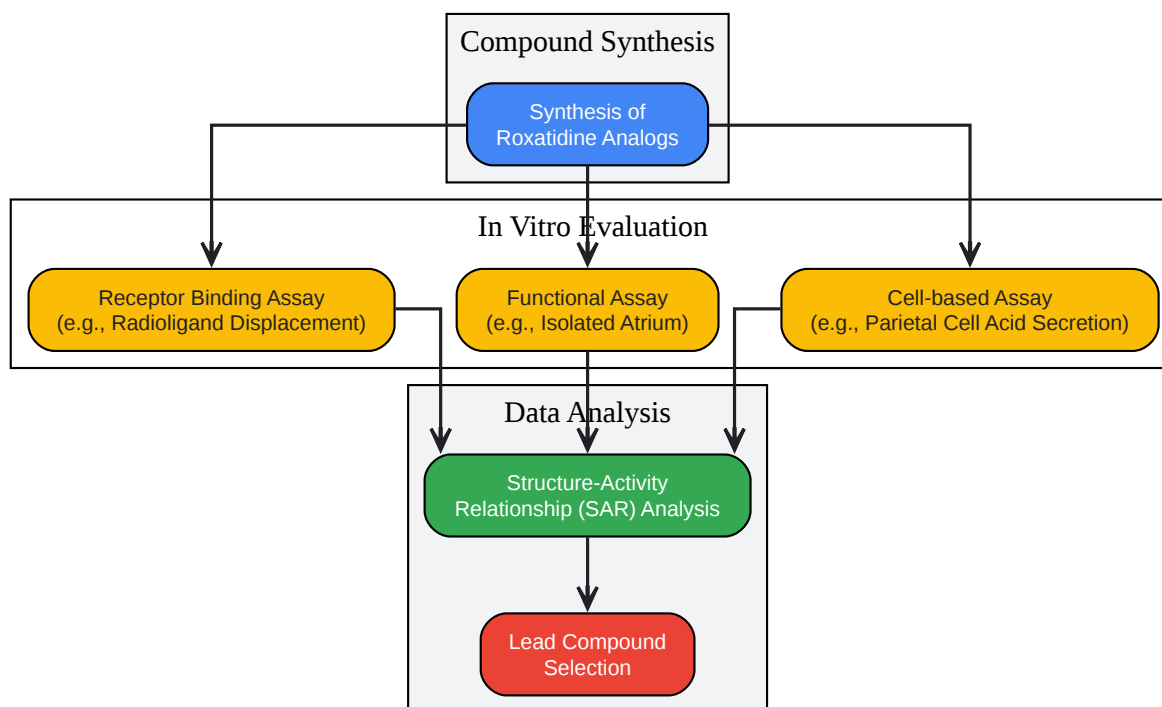 Compound Synthesis
Synthesis of
Roxatidine Analogs
In Vitro Evaluation
Receptor Binding Assay
(e.g., Radioligand Displacement)
Functional Assay
(e.g., Isolated Atrium)
Cell-based Assay
(e.g., Parietal Cell Acid Secretion)
Data Analysis
Structure-Activity
Relationship (SAR) Analysis
Lead Compound
Selection